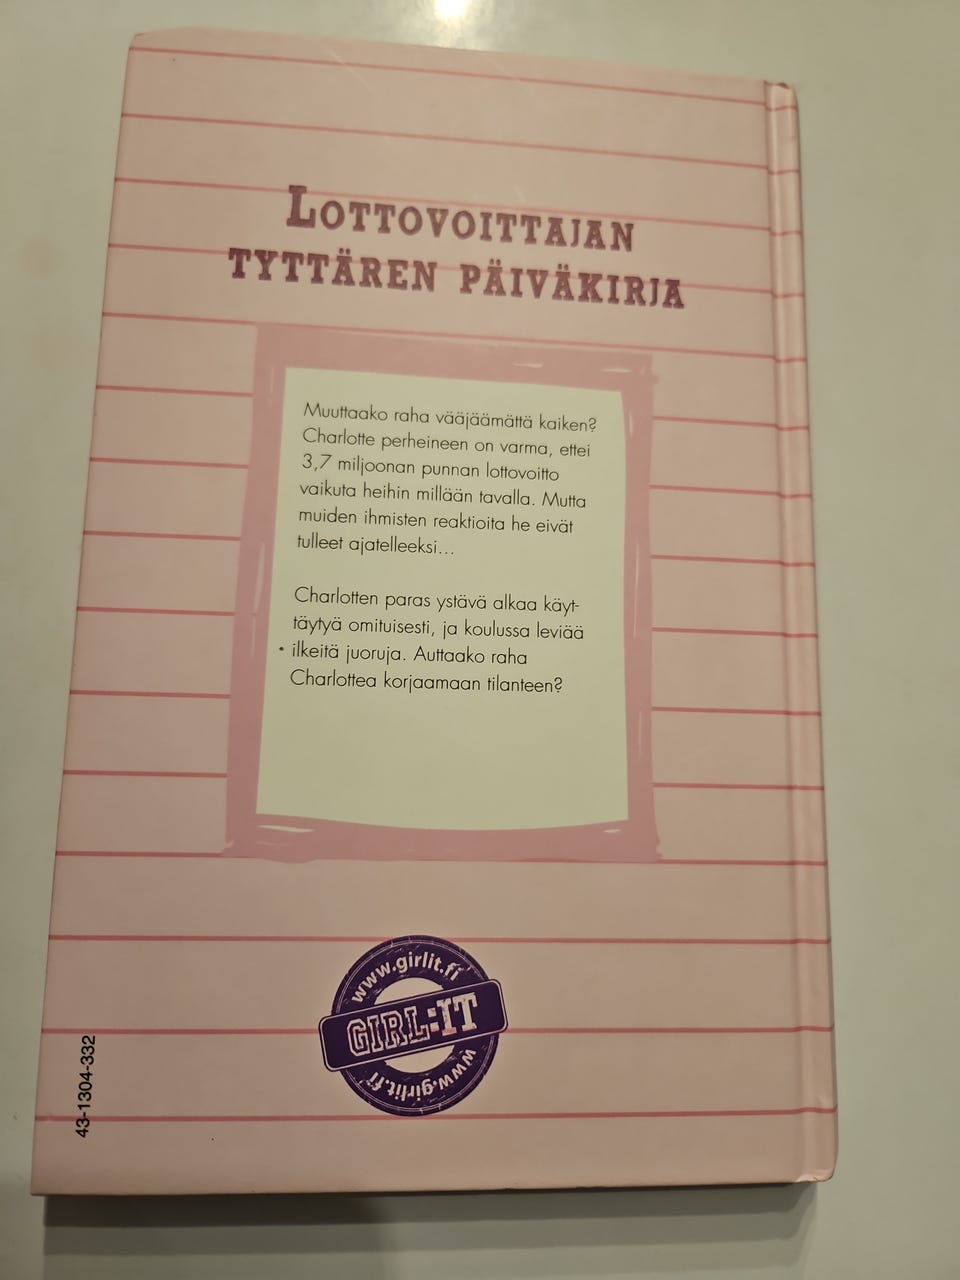 LOTTOVOITTAJAN
TYTTÄREN PÄIVÄKIRJA
Muuttaako raha vääjäämättä kaiken?
Charlotte perheineen on varma, ettei
3,7 miljoonan punnan lottovoitto
vaikuta heihin millään tavalla. Mutta
muiden ihmisten reaktioita he eivät
tulleet ajatelleeksi...
Charlotten paras ystävä alkaa käyt-
täytyä omituisesti, ja koulussa leviää
ilkeitä juoruja. Auttaako raha
Charlottea korjaamaan tilanteen?
www.girlit.fi
GIRL:IT
www.girlit.fi
43-1304-332